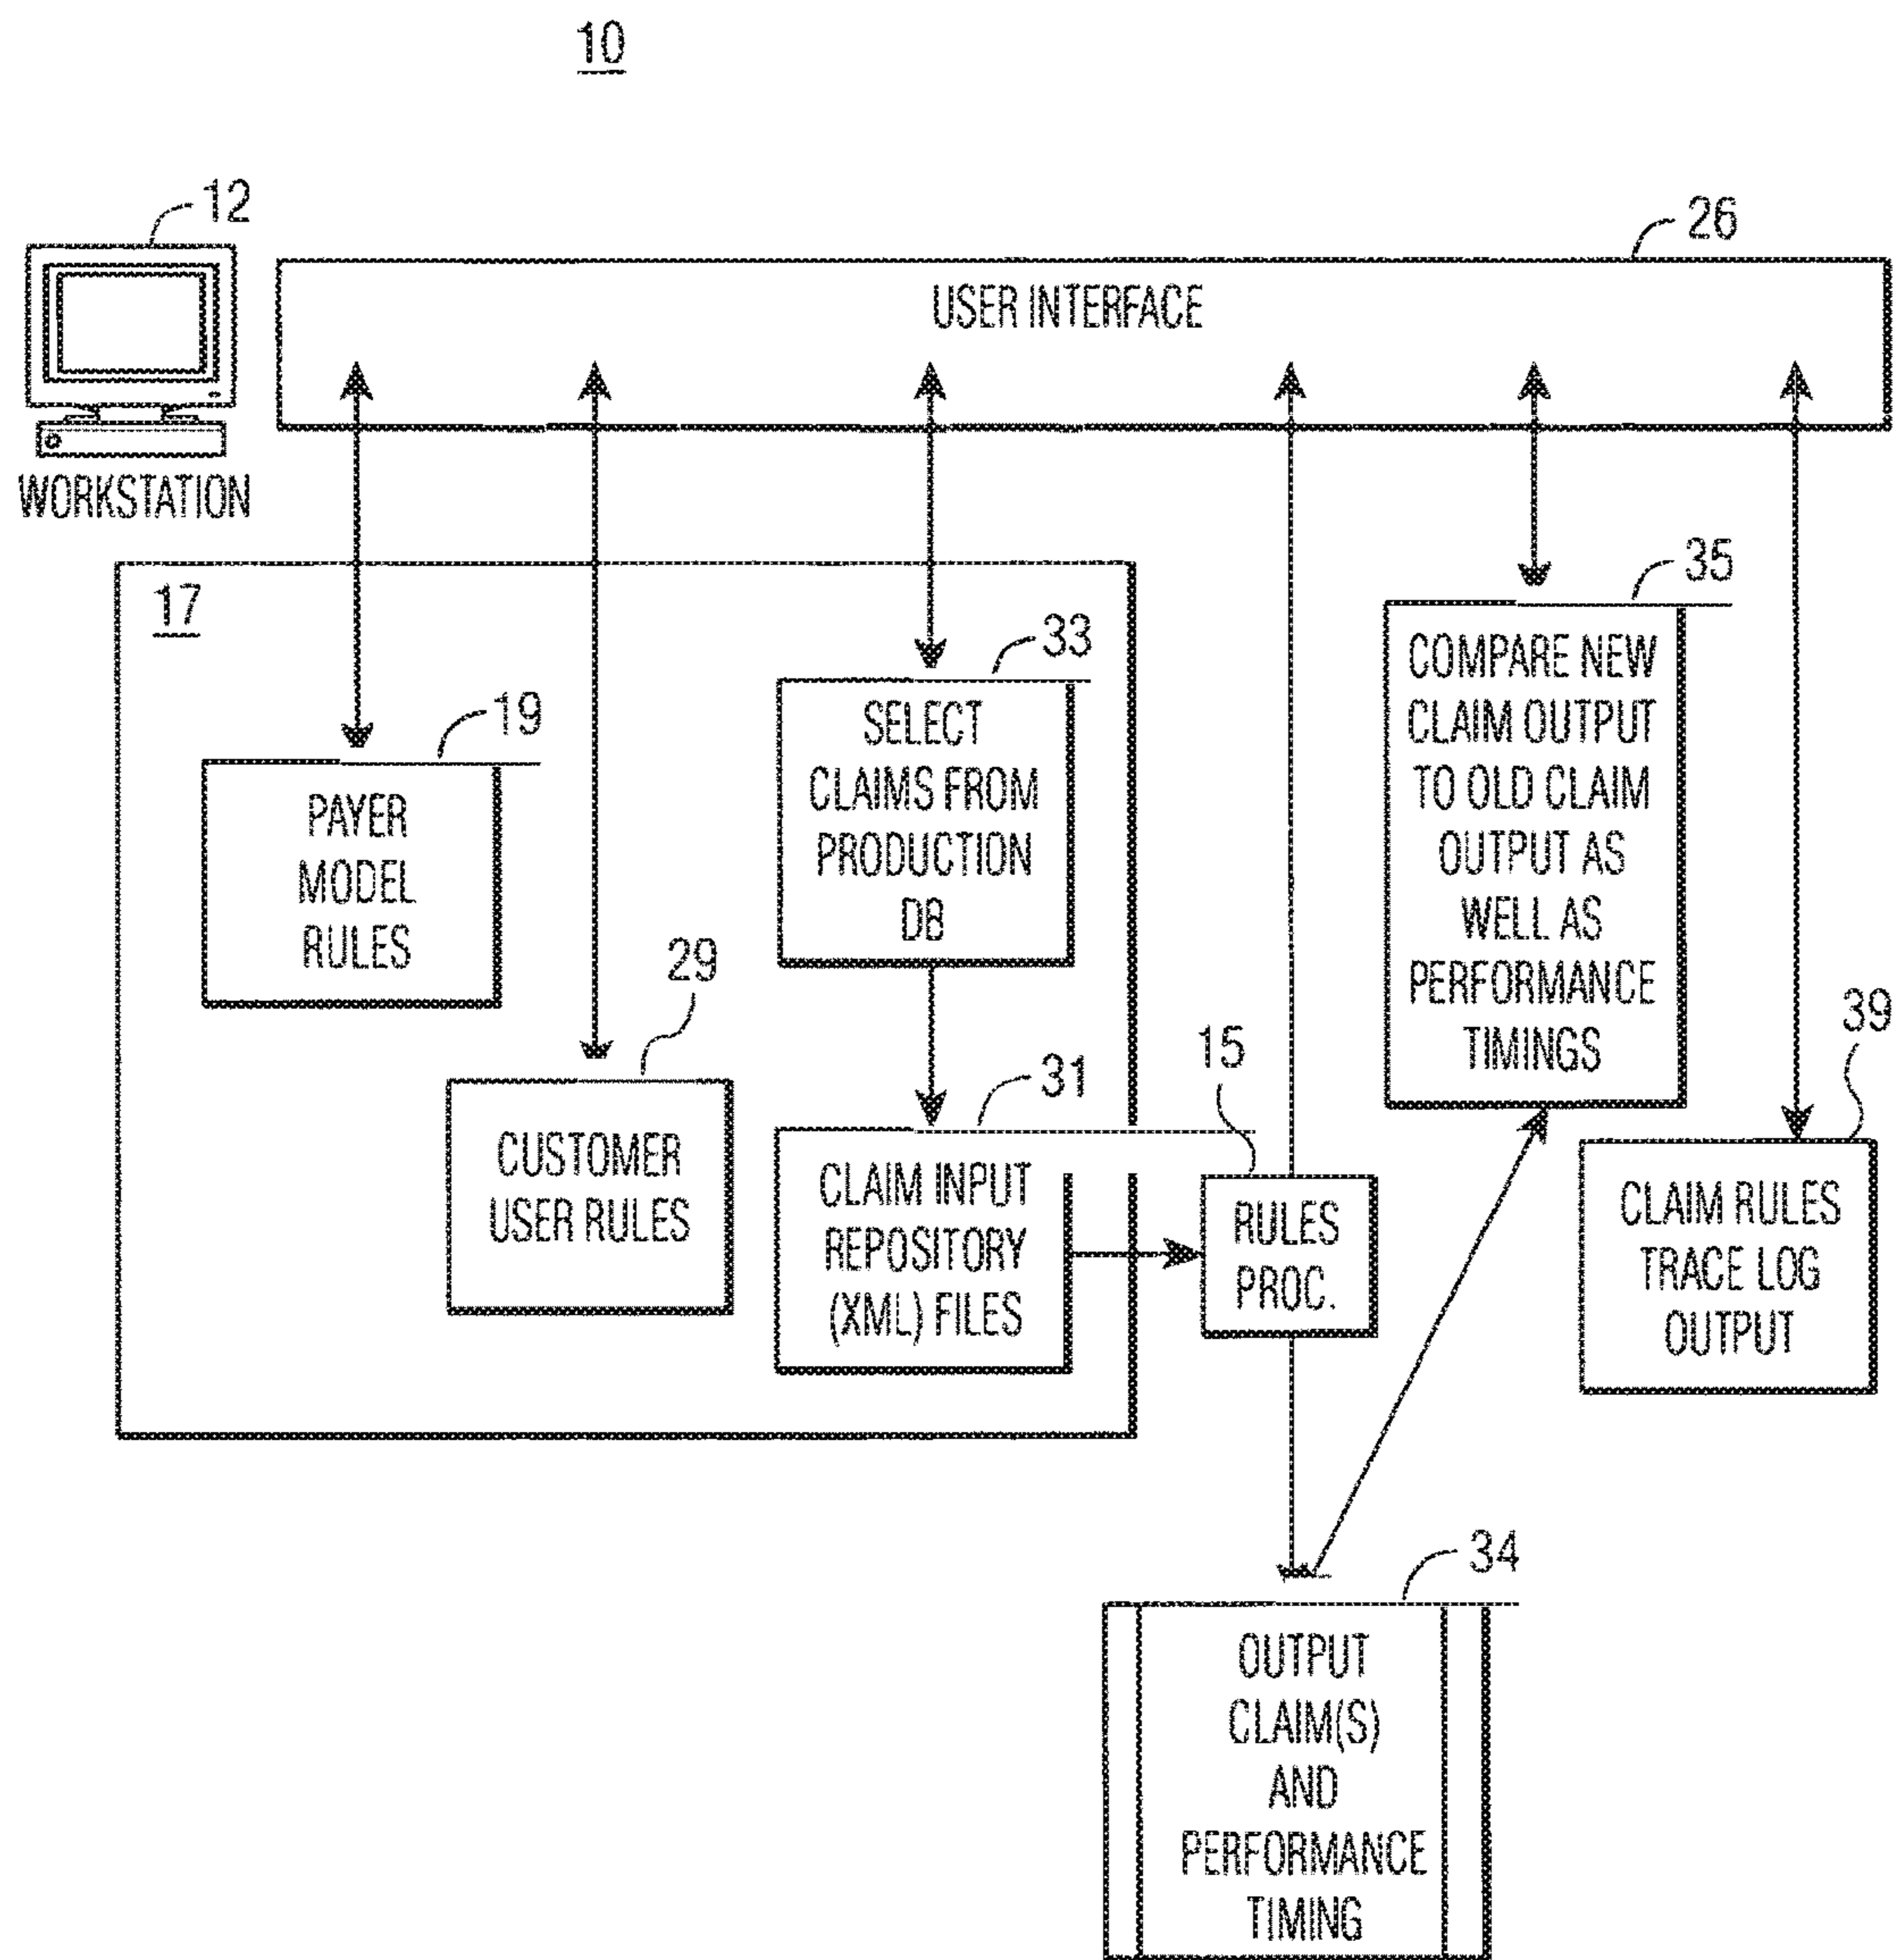 10
12
26
USER INTERFACE
WORKSTATION
17
19
PAYER
MODEL
RULES
29
CUSTOMER
USER RULES
33
SELECT
CLAIMS FROM
PRODUCTION
DB
31
CLAIM INPUT
REPOSITORY
(XML) FILES
15
RULES
PROC.
35
COMPARE NEW
CLAIM OUTPUT
TO OLD CLAIM
OUTPUT AS
WELL AS
PERFORMANCE
TIMINGS
39
CLAIM RULES
TRACE LOG
OUTPUT
34
OUTPUT
CLAIM(S)
AND
PERFORMANCE
TIMING